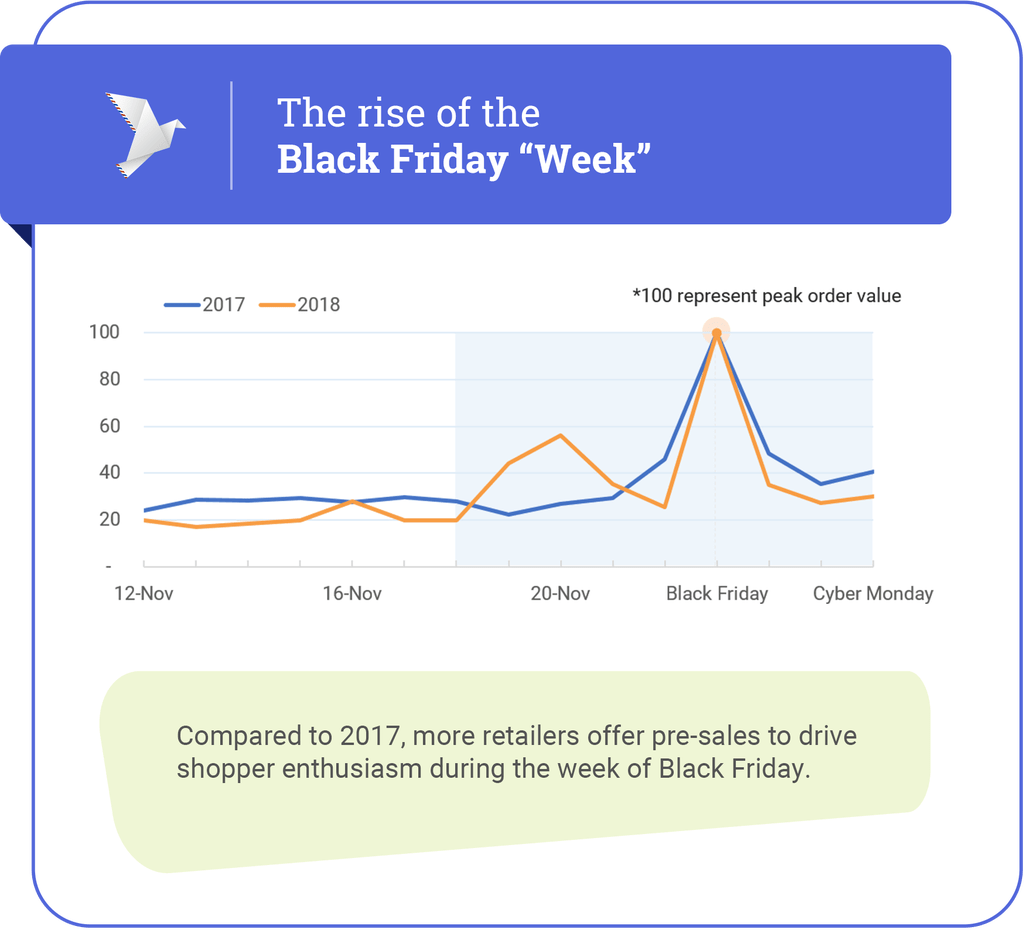 The rise of the
Black Friday “Week”
2017
2018
*100 represent peak order value
100
80
60
40
20
-
12-Nov
16-Nov
20-Nov
Black Friday
Cyber Monday
Compared to 2017, more retailers offer pre-sales to drive
shopper enthusiasm during the week of Black Friday.